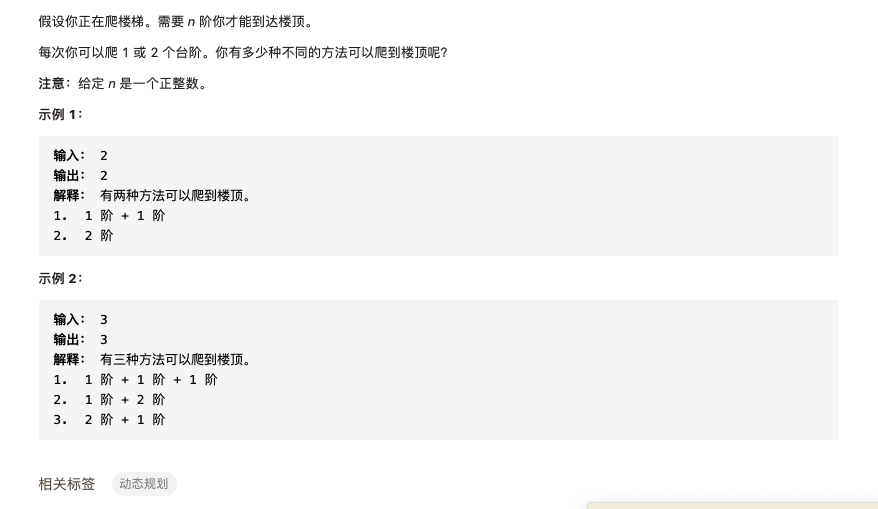 假设你正在爬楼梯。需要 n 阶你才能到达楼顶。
每次你可以爬 1 或 2 个台阶。你有多少种不同的方法可以爬到楼顶呢？
注意：给定 n 是一个正整数。
示例 1：
输入： 2
输出： 2
解释： 有两种方法可以爬到楼顶。
1. 1 阶 + 1 阶
2. 2 阶
示例 2：
输入： 3
输出： 3
解释： 有三种方法可以爬到楼顶。
1. 1 阶 + 1 阶 + 1 阶
2. 1 阶 + 2 阶
3. 2 阶 + 1 阶
相关标签 动态规划